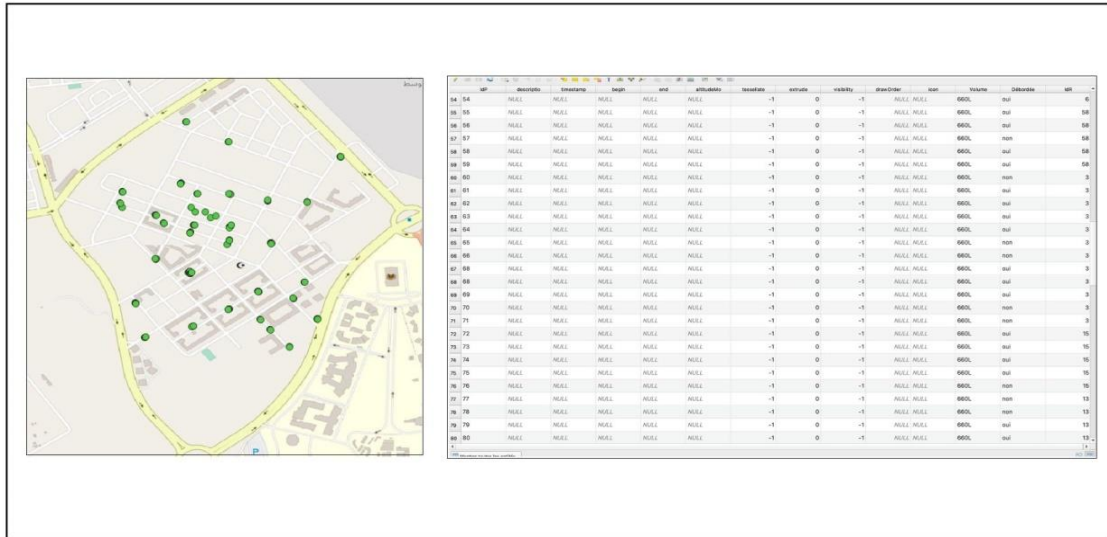 P
idP descriptio timestamp begin end altitudeMo tessellate extrude visibility drawOrder icon Volume Débordée idR
54 54 NULL NULL NULL NULL NULL -1 0 -1 NULL NULL 660L oui 6
55 55 NULL NULL NULL NULL NULL -1 0 -1 NULL NULL 660L oui 58
56 56 NULL NULL NULL NULL NULL -1 0 -1 NULL NULL 660L oui 58
57 57 NULL NULL NULL NULL NULL -1 0 -1 NULL NULL 660L non 58
58 58 NULL NULL NULL NULL NULL -1 0 -1 NULL NULL 660L oui 58
59 59 NULL NULL NULL NULL NULL -1 0 -1 NULL NULL 660L oui 58
60 60 NULL NULL NULL NULL NULL -1 0 -1 NULL NULL 660L non 3
61 61 NULL NULL NULL NULL NULL -1 0 -1 NULL NULL 660L oui 3
62 62 NULL NULL NULL NULL NULL -1 0 -1 NULL NULL 660L oui 3
63 63 NULL NULL NULL NULL NULL -1 0 -1 NULL NULL 660L oui 3
64 64 NULL NULL NULL NULL NULL -1 0 -1 NULL NULL 660L oui 3
65 65 NULL NULL NULL NULL NULL -1 0 -1 NULL NULL 660L non 3
66 66 NULL NULL NULL NULL NULL -1 0 -1 NULL NULL 660L non 3
67 68 NULL NULL NULL NULL NULL -1 0 -1 NULL NULL 660L oui 3
68 68 NULL NULL NULL NULL NULL -1 0 -1 NULL NULL 660L oui 3
69 69 NULL NULL NULL NULL NULL -1 0 -1 NULL NULL 660L oui 3
70 70 NULL NULL NULL NULL NULL -1 0 -1 NULL NULL 660L non 3
71 71 NULL NULL NULL NULL NULL -1 0 -1 NULL NULL 660L non 3
72 72 NULL NULL NULL NULL NULL -1 0 -1 NULL NULL 660L oui 15
73 73 NULL NULL NULL NULL NULL -1 0 -1 NULL NULL 660L oui 15
74 74 NULL NULL NULL NULL NULL -1 0 -1 NULL NULL 660L oui 15
75 75 NULL NULL NULL NULL NULL -1 0 -1 NULL NULL 660L oui 15
76 76 NULL NULL NULL NULL NULL -1 0 -1 NULL NULL 660L non 15
77 77 NULL NULL NULL NULL NULL -1 0 -1 NULL NULL 660L non 13
78 78 NULL NULL NULL NULL NULL -1 0 -1 NULL NULL 660L non 13
79 79 NULL NULL NULL NULL NULL -1 0 -1 NULL NULL 660L oui 13
80 80 NULL NULL NULL NULL NULL -1 0 -1 NULL NULL 660L oui 13